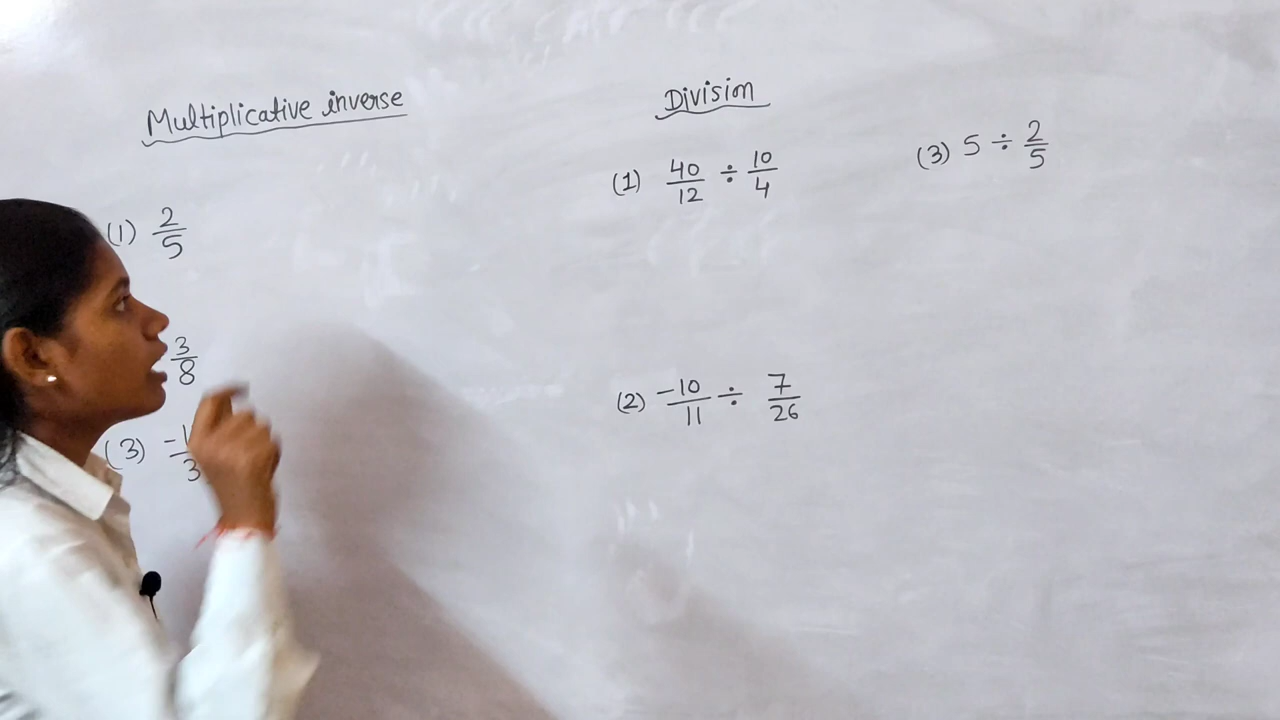 Multiplicative inverse
(1) 2/5
3/8
(3)
3
Division
(1) 40/12 ÷ 10/4
(2) -10/11 ÷ 7/26
(3) 5 ÷ 2/5